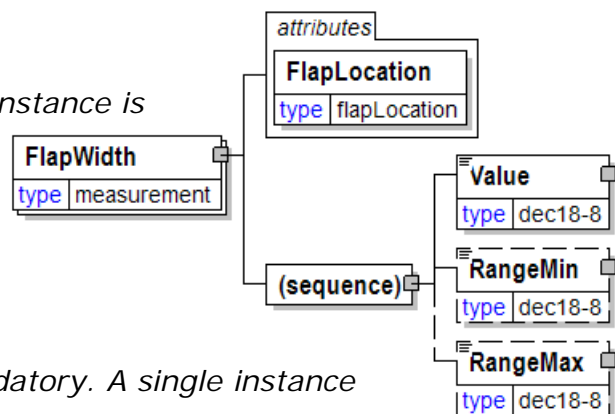 attributes
FlapLocation
type flapLocation
nstance is
FlapWidth
type measurement
(sequence)
Value
type dec18-8
RangeMin
type dec18-8
RangeMax
type dec18-8
datory. A single instance